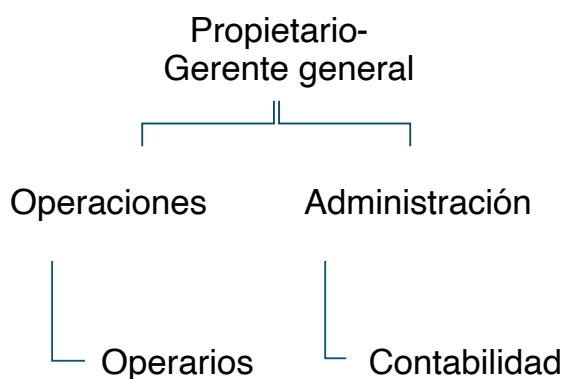 Propietario-
Gerente general
Operaciones
Administración
Operarios
Contabilidad